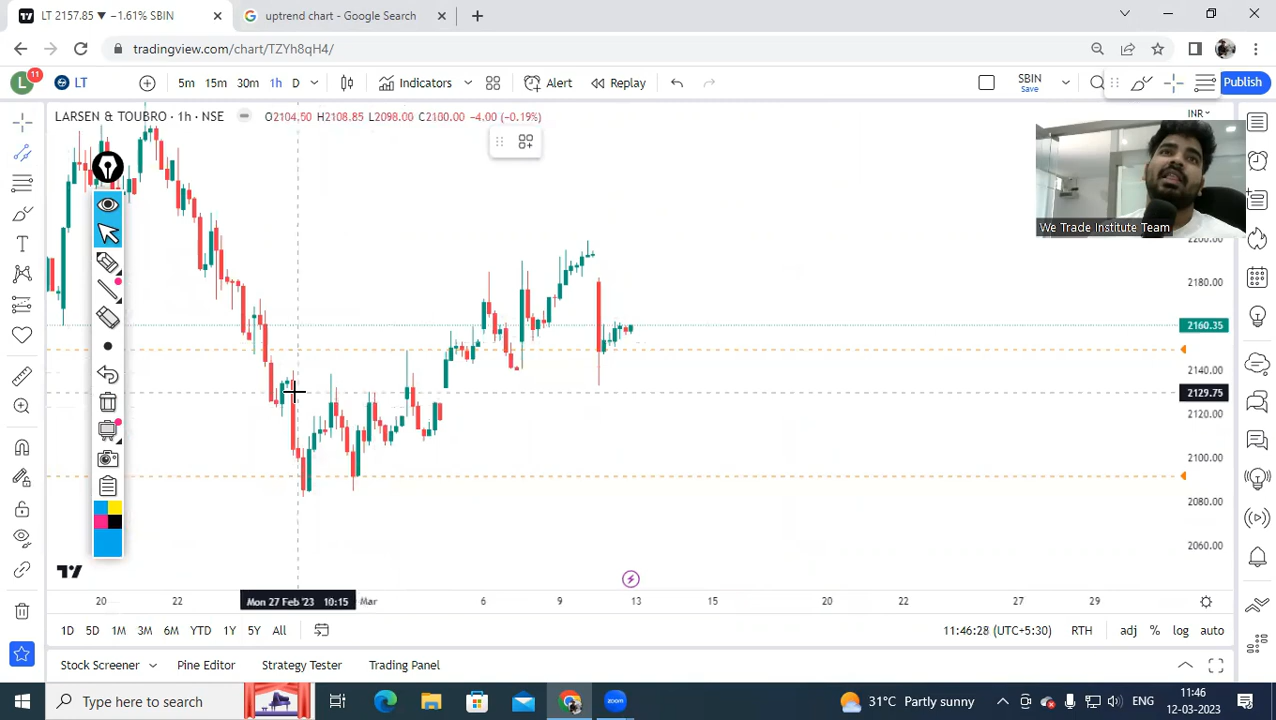 LT 2157.85 ▼ −1.61% SBIN
uptrend chart - Google Search
tradingview.com/chart/TZYh8qH4/
L
11
LT
5m
15m
30m
1h
D
Indicators
Alert
Replay
SBIN
Save
Publish
LARSEN & TOUBRO · 1h · NSE
O2104.50 H2108.85 L2098.00 C2100.00 −4.00 (−0.19%)
INR
We Trade Institute Team
2200.00
2180.00
2160.35
2140.00
2129.75
2120.00
2100.00
2080.00
2060.00
20
22
Mon 27 Feb '23 10:15
Mar
6
9
13
15
20
22
27
29
1D
5D
1M
3M
6M
YTD
1Y
5Y
All
11:46:28 (UTC+5:30)
RTH
adj
%
log
auto
Stock Screener
Pine Editor
Strategy Tester
Trading Panel
Type here to search
zoom
31°C Partly sunny
ENG
11:46
12-03-2023